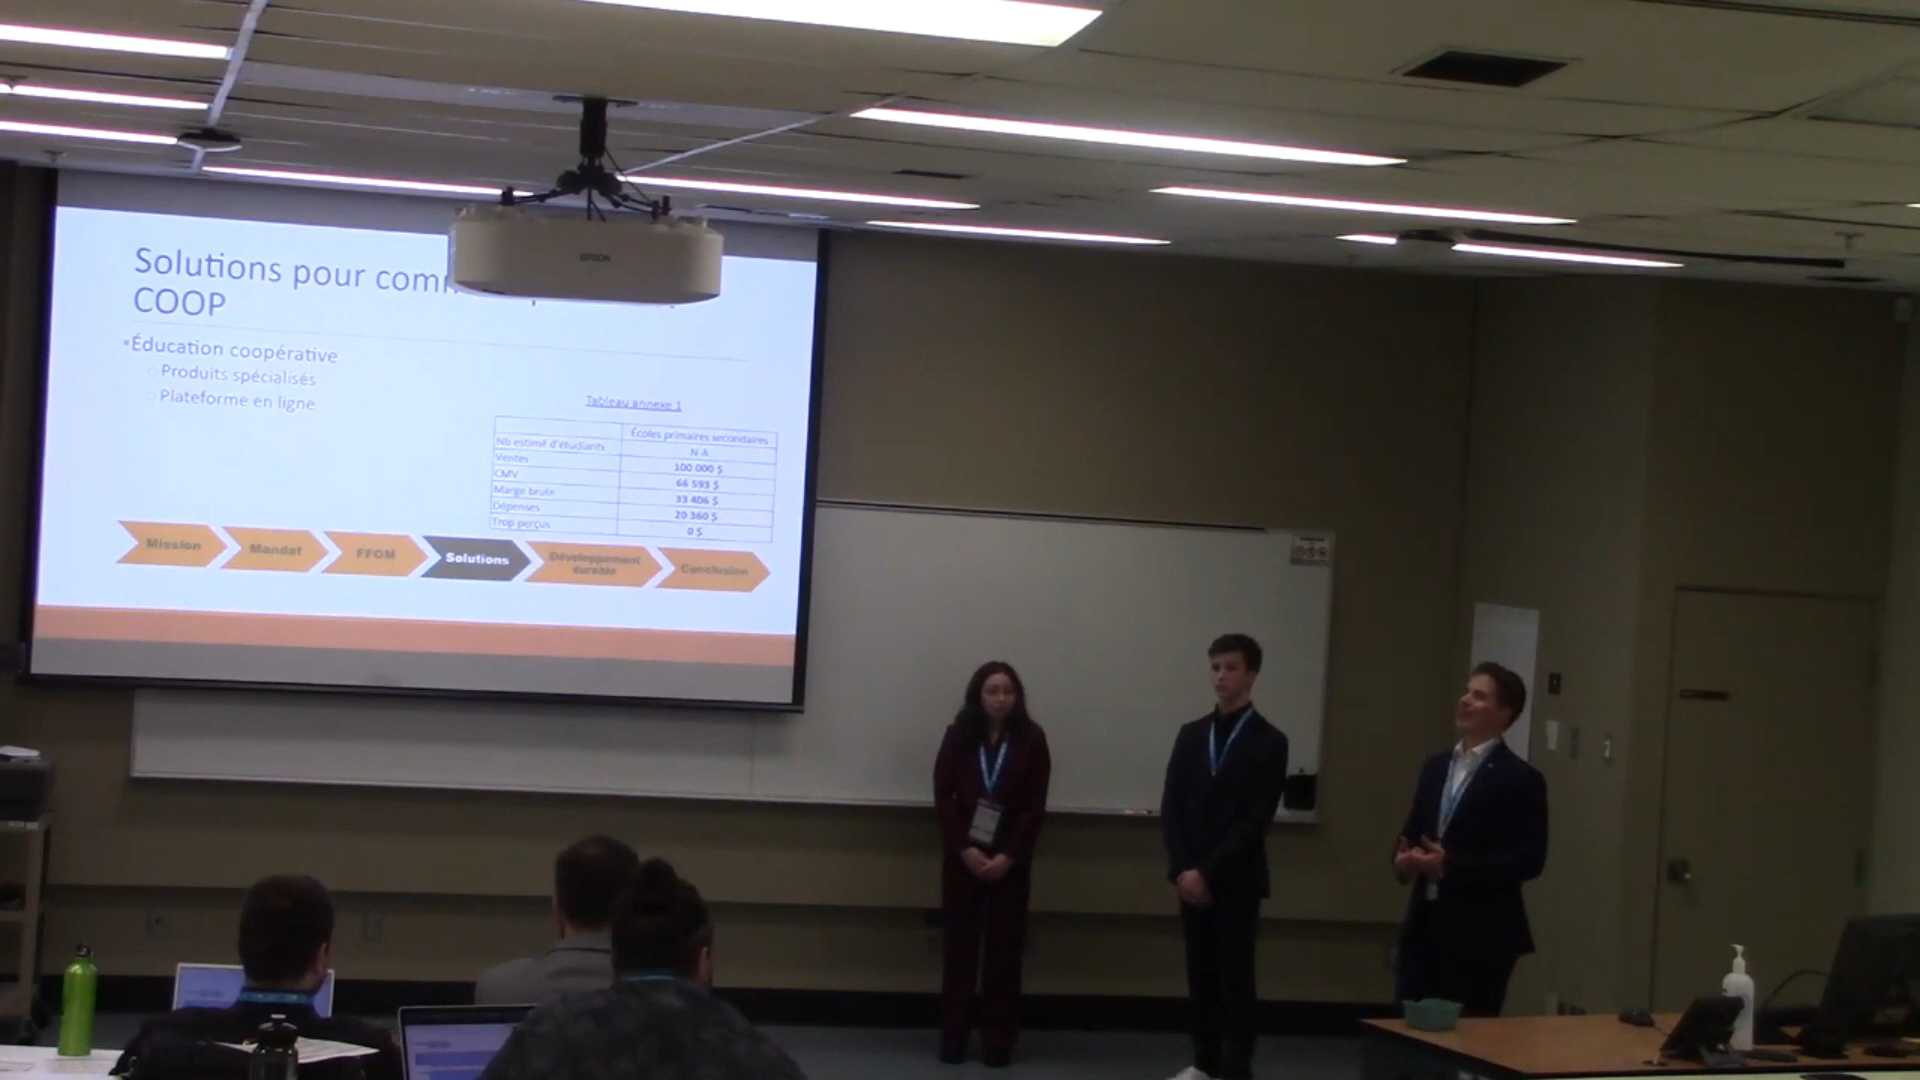 Solutions pour com
COOP
Éducation coopérative
Produits spécialisés
Plateforme en ligne
Tableau annexe 1
Écoles primaires secondaires
Nb estimé d'étudiants N-A
Ventes 100 000 $
CMV 66 593 $
Marge brute 33 406 $
Dépenses 20 360 $
Trop perçus 0 $
Mission Mandat FFOM Solutions Développement durable Conclusion
EPSON